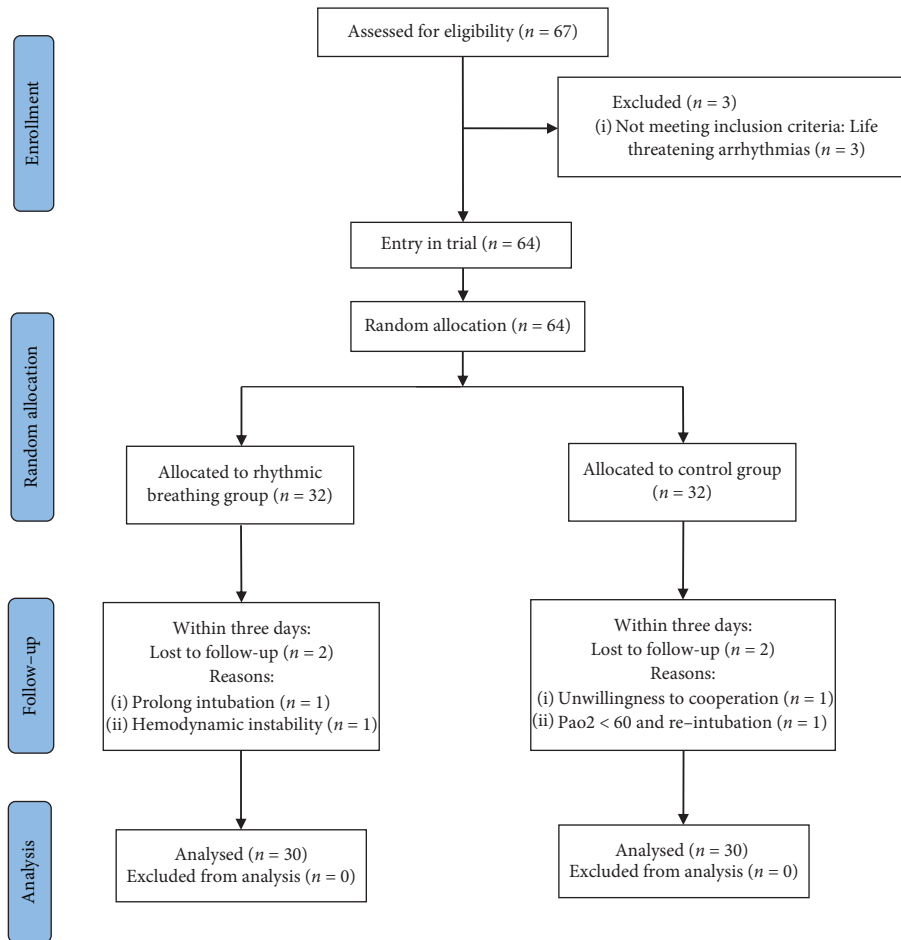 Enrollment
Assessed for eligibility (n = 67)
Excluded (n = 3)
(i) Not meeting inclusion criteria: Life
threatening arrhythmias (n = 3)
Entry in trial (n = 64)
Random allocation
Random allocation (n = 64)
Allocated to rhythmic
breathing group (n = 32)
Allocated to control group
(n = 32)
Follow–up
Within three days:
Lost to follow-up (n = 2)
Reasons:
(i) Prolong intubation (n = 1)
(ii) Hemodynamic instability (n = 1)
Within three days:
Lost to follow-up (n = 2)
Reasons:
(i) Unwillingness to cooperation (n = 1)
(ii) Pao2 < 60 and re–intubation (n = 1)
Analysis
Analysed (n = 30)
Excluded from analysis (n = 0)
Analysed (n = 30)
Excluded from analysis (n = 0)